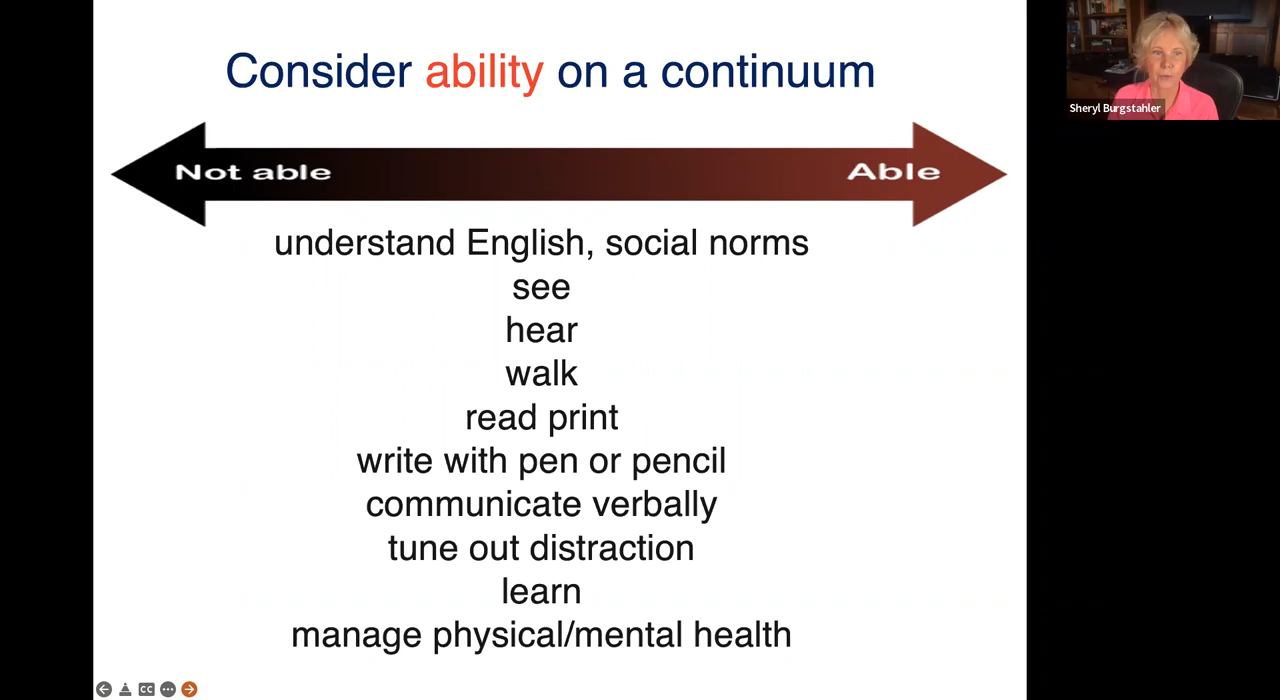 Consider ability on a continuum
Not able Able
understand English, social norms
see
hear
walk
read print
write with pen or pencil
communicate verbally
tune out distraction
learn
manage physical/mental health
CC
Sheryl Burgstahler